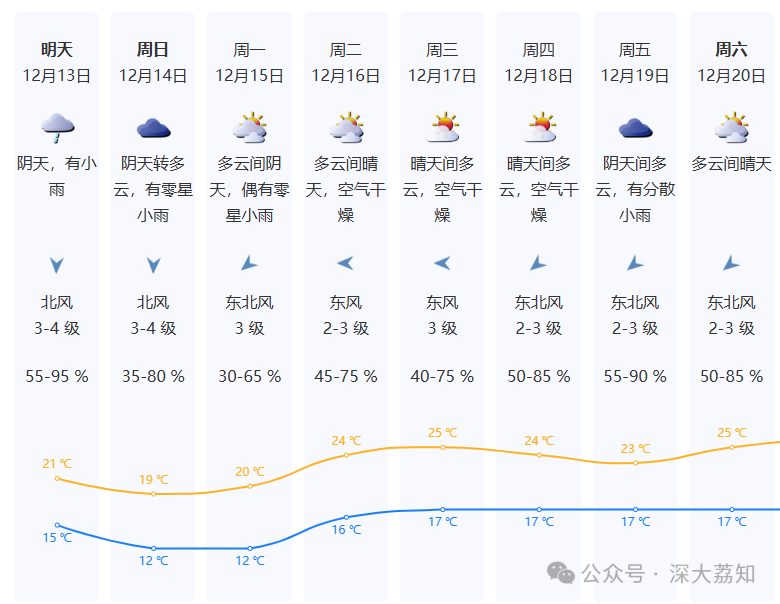 明天 周日 周一 周二 周三 周四 周五 周六
12月13日 12月14日 12月15日 12月16日 12月17日 12月18日 12月19日 12月20日
阴天，有小 阴天转多 多云间阴 多云间晴 晴天间多 晴天间多 阴天间多 多云间晴天
雨 云，有零星 天，偶有零 天，空气干 云，空气干 云，空气干 云，有分散
小雨 星小雨 燥 燥 燥 小雨
北风 北风 东北风 东风 东风 东北风 东北风 东北风
3-4 级 3-4 级 3 级 2-3 级 3 级 2-3 级 2-3 级 2-3 级
55-95 % 35-80 % 30-65 % 45-75 % 40-75 % 50-85 % 55-90 % 50-85 %
21 ℃ 19 ℃ 20 ℃ 24 ℃ 25 ℃ 24 ℃ 23 ℃ 25 ℃
15 ℃ 12 ℃ 12 ℃ 16 ℃ 17 ℃ 17 ℃ 17 ℃ 17 ℃
公众号 · 深大荔知